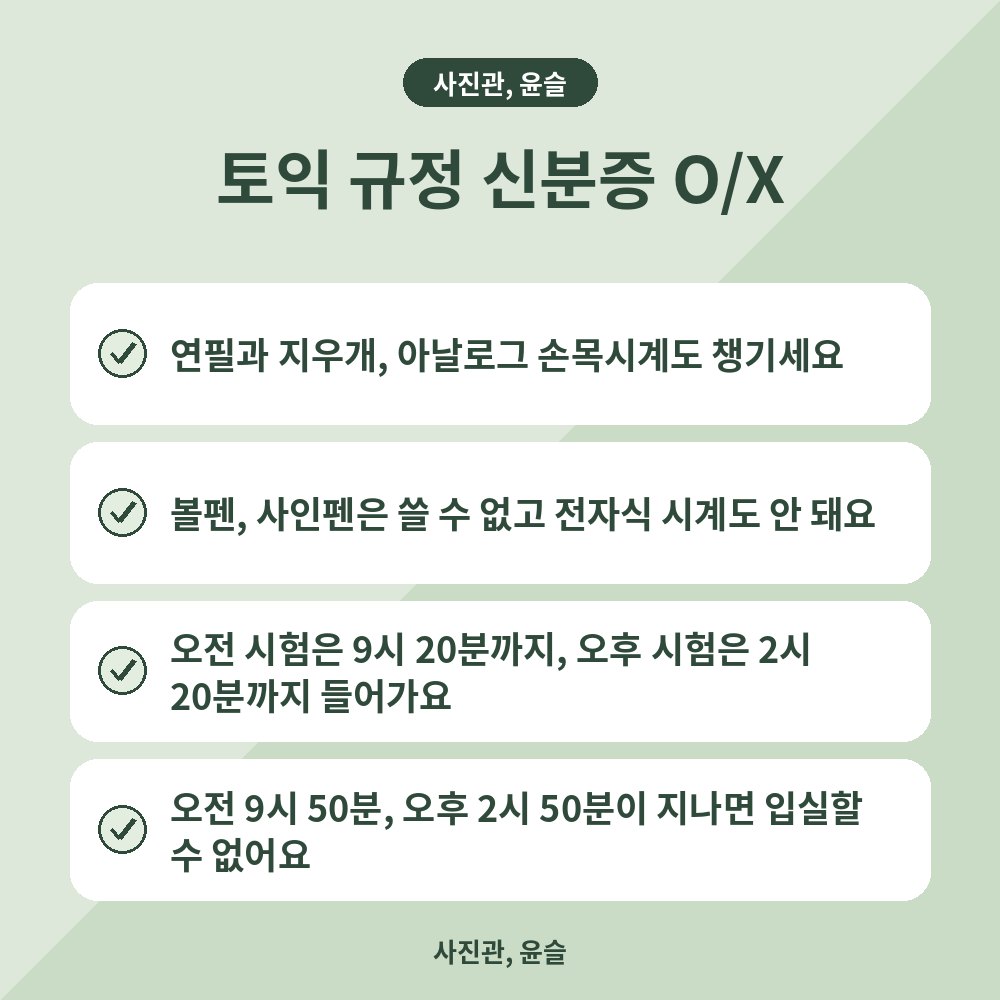 사진관, 윤슬
토익 규정 신분증 O/X
연필과 지우개, 아날로그 손목시계도 챙기세요
볼펜, 사인펜은 쓸 수 없고 전자식 시계도 안 돼요
오전 시험은 9시 20분까지, 오후 시험은 2시
20분까지 들어가요
오전 9시 50분, 오후 2시 50분이 지나면 입실할
수 없어요
사진관, 윤슬